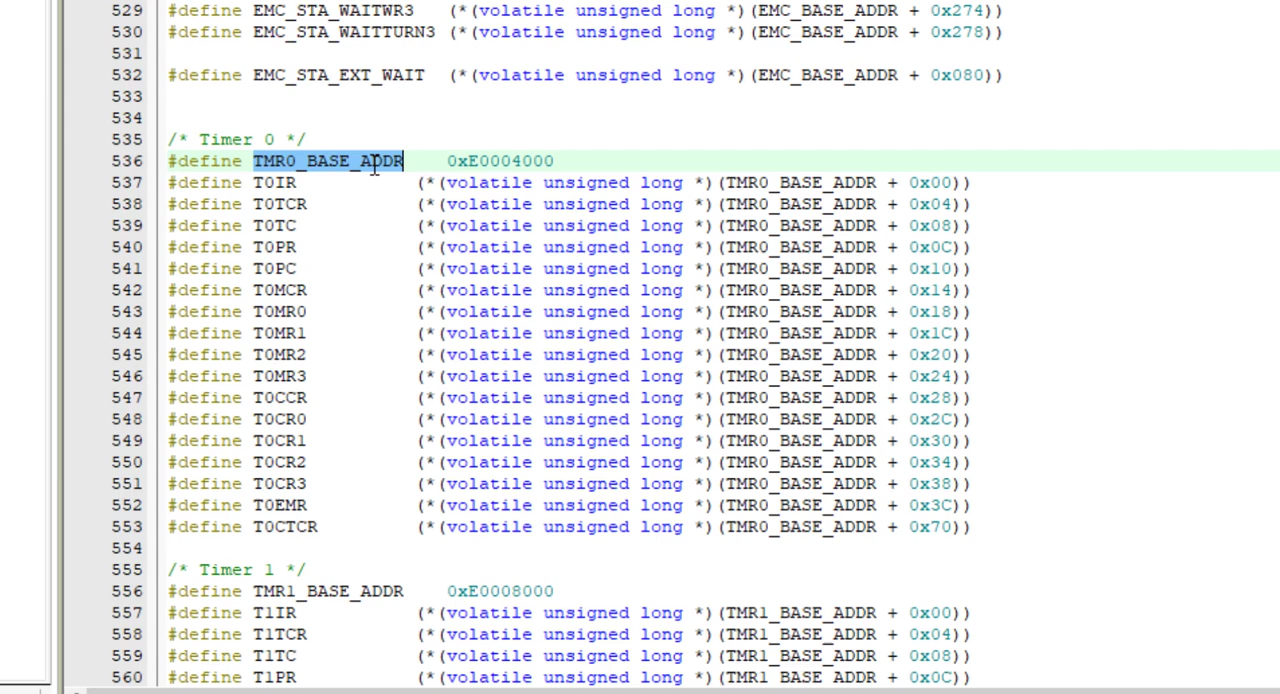 529 #define EMC_STA_WAITWR3 (*(volatile unsigned long *)(EMC_BASE_ADDR + 0x274))
530 #define EMC_STA_WAITTURN3 (*(volatile unsigned long *)(EMC_BASE_ADDR + 0x278))
531
532 #define EMC_STA_EXT_WAIT (*(volatile unsigned long *)(EMC_BASE_ADDR + 0x080))
533
534
535 /* Timer 0 */
536 #define TMR0_BASE_ADDR 0xE0004000
537 #define T0IR (*(volatile unsigned long *)(TMR0_BASE_ADDR + 0x00))
538 #define T0TCR (*(volatile unsigned long *)(TMR0_BASE_ADDR + 0x04))
539 #define T0TC (*(volatile unsigned long *)(TMR0_BASE_ADDR + 0x08))
540 #define T0PR (*(volatile unsigned long *)(TMR0_BASE_ADDR + 0x0C))
541 #define T0PC (*(volatile unsigned long *)(TMR0_BASE_ADDR + 0x10))
542 #define T0MCR (*(volatile unsigned long *)(TMR0_BASE_ADDR + 0x14))
543 #define T0MR0 (*(volatile unsigned long *)(TMR0_BASE_ADDR + 0x18))
544 #define T0MR1 (*(volatile unsigned long *)(TMR0_BASE_ADDR + 0x1C))
545 #define T0MR2 (*(volatile unsigned long *)(TMR0_BASE_ADDR + 0x20))
546 #define T0MR3 (*(volatile unsigned long *)(TMR0_BASE_ADDR + 0x24))
547 #define T0CCR (*(volatile unsigned long *)(TMR0_BASE_ADDR + 0x28))
548 #define T0CR0 (*(volatile unsigned long *)(TMR0_BASE_ADDR + 0x2C))
549 #define T0CR1 (*(volatile unsigned long *)(TMR0_BASE_ADDR + 0x30))
550 #define T0CR2 (*(volatile unsigned long *)(TMR0_BASE_ADDR + 0x34))
551 #define T0CR3 (*(volatile unsigned long *)(TMR0_BASE_ADDR + 0x38))
552 #define T0EMR (*(volatile unsigned long *)(TMR0_BASE_ADDR + 0x3C))
553 #define T0CTCR (*(volatile unsigned long *)(TMR0_BASE_ADDR + 0x70))
554
555 /* Timer 1 */
556 #define TMR1_BASE_ADDR 0xE0008000
557 #define T1IR (*(volatile unsigned long *)(TMR1_BASE_ADDR + 0x00))
558 #define T1TCR (*(volatile unsigned long *)(TMR1_BASE_ADDR + 0x04))
559 #define T1TC (*(volatile unsigned long *)(TMR1_BASE_ADDR + 0x08))
560 #define T1PR (*(volatile unsigned long *)(TMR1_BASE_ADDR + 0x0C))